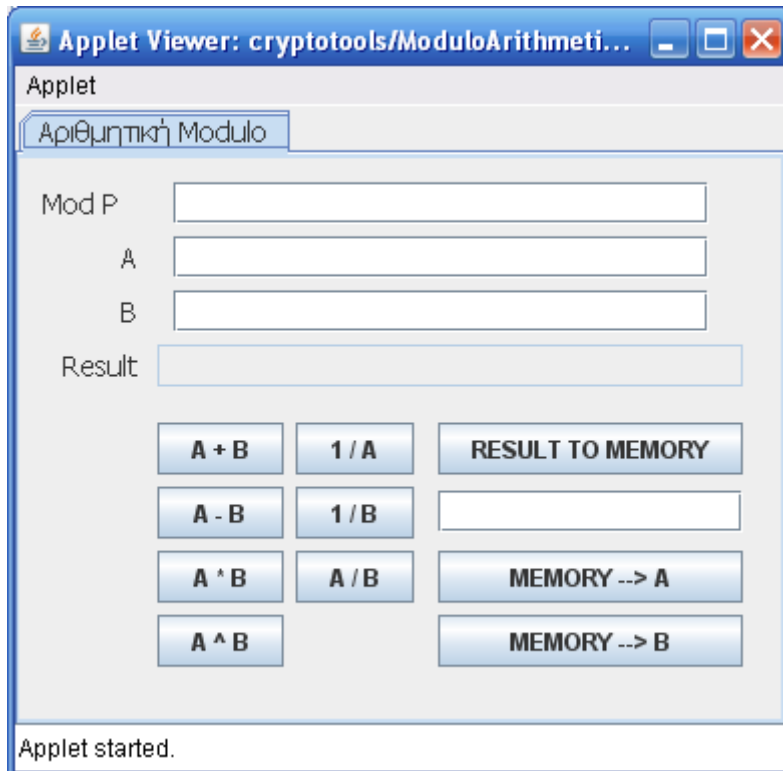 Applet Viewer: cryptotools/ModuloArithmeti...
Applet
Αριθμητική Modulo
Mod P
A
B
Result
A + B 1 / A RESULT TO MEMORY
A - B 1 / B
A * B A / B MEMORY --> A
A ^ B MEMORY --> B
Applet started.